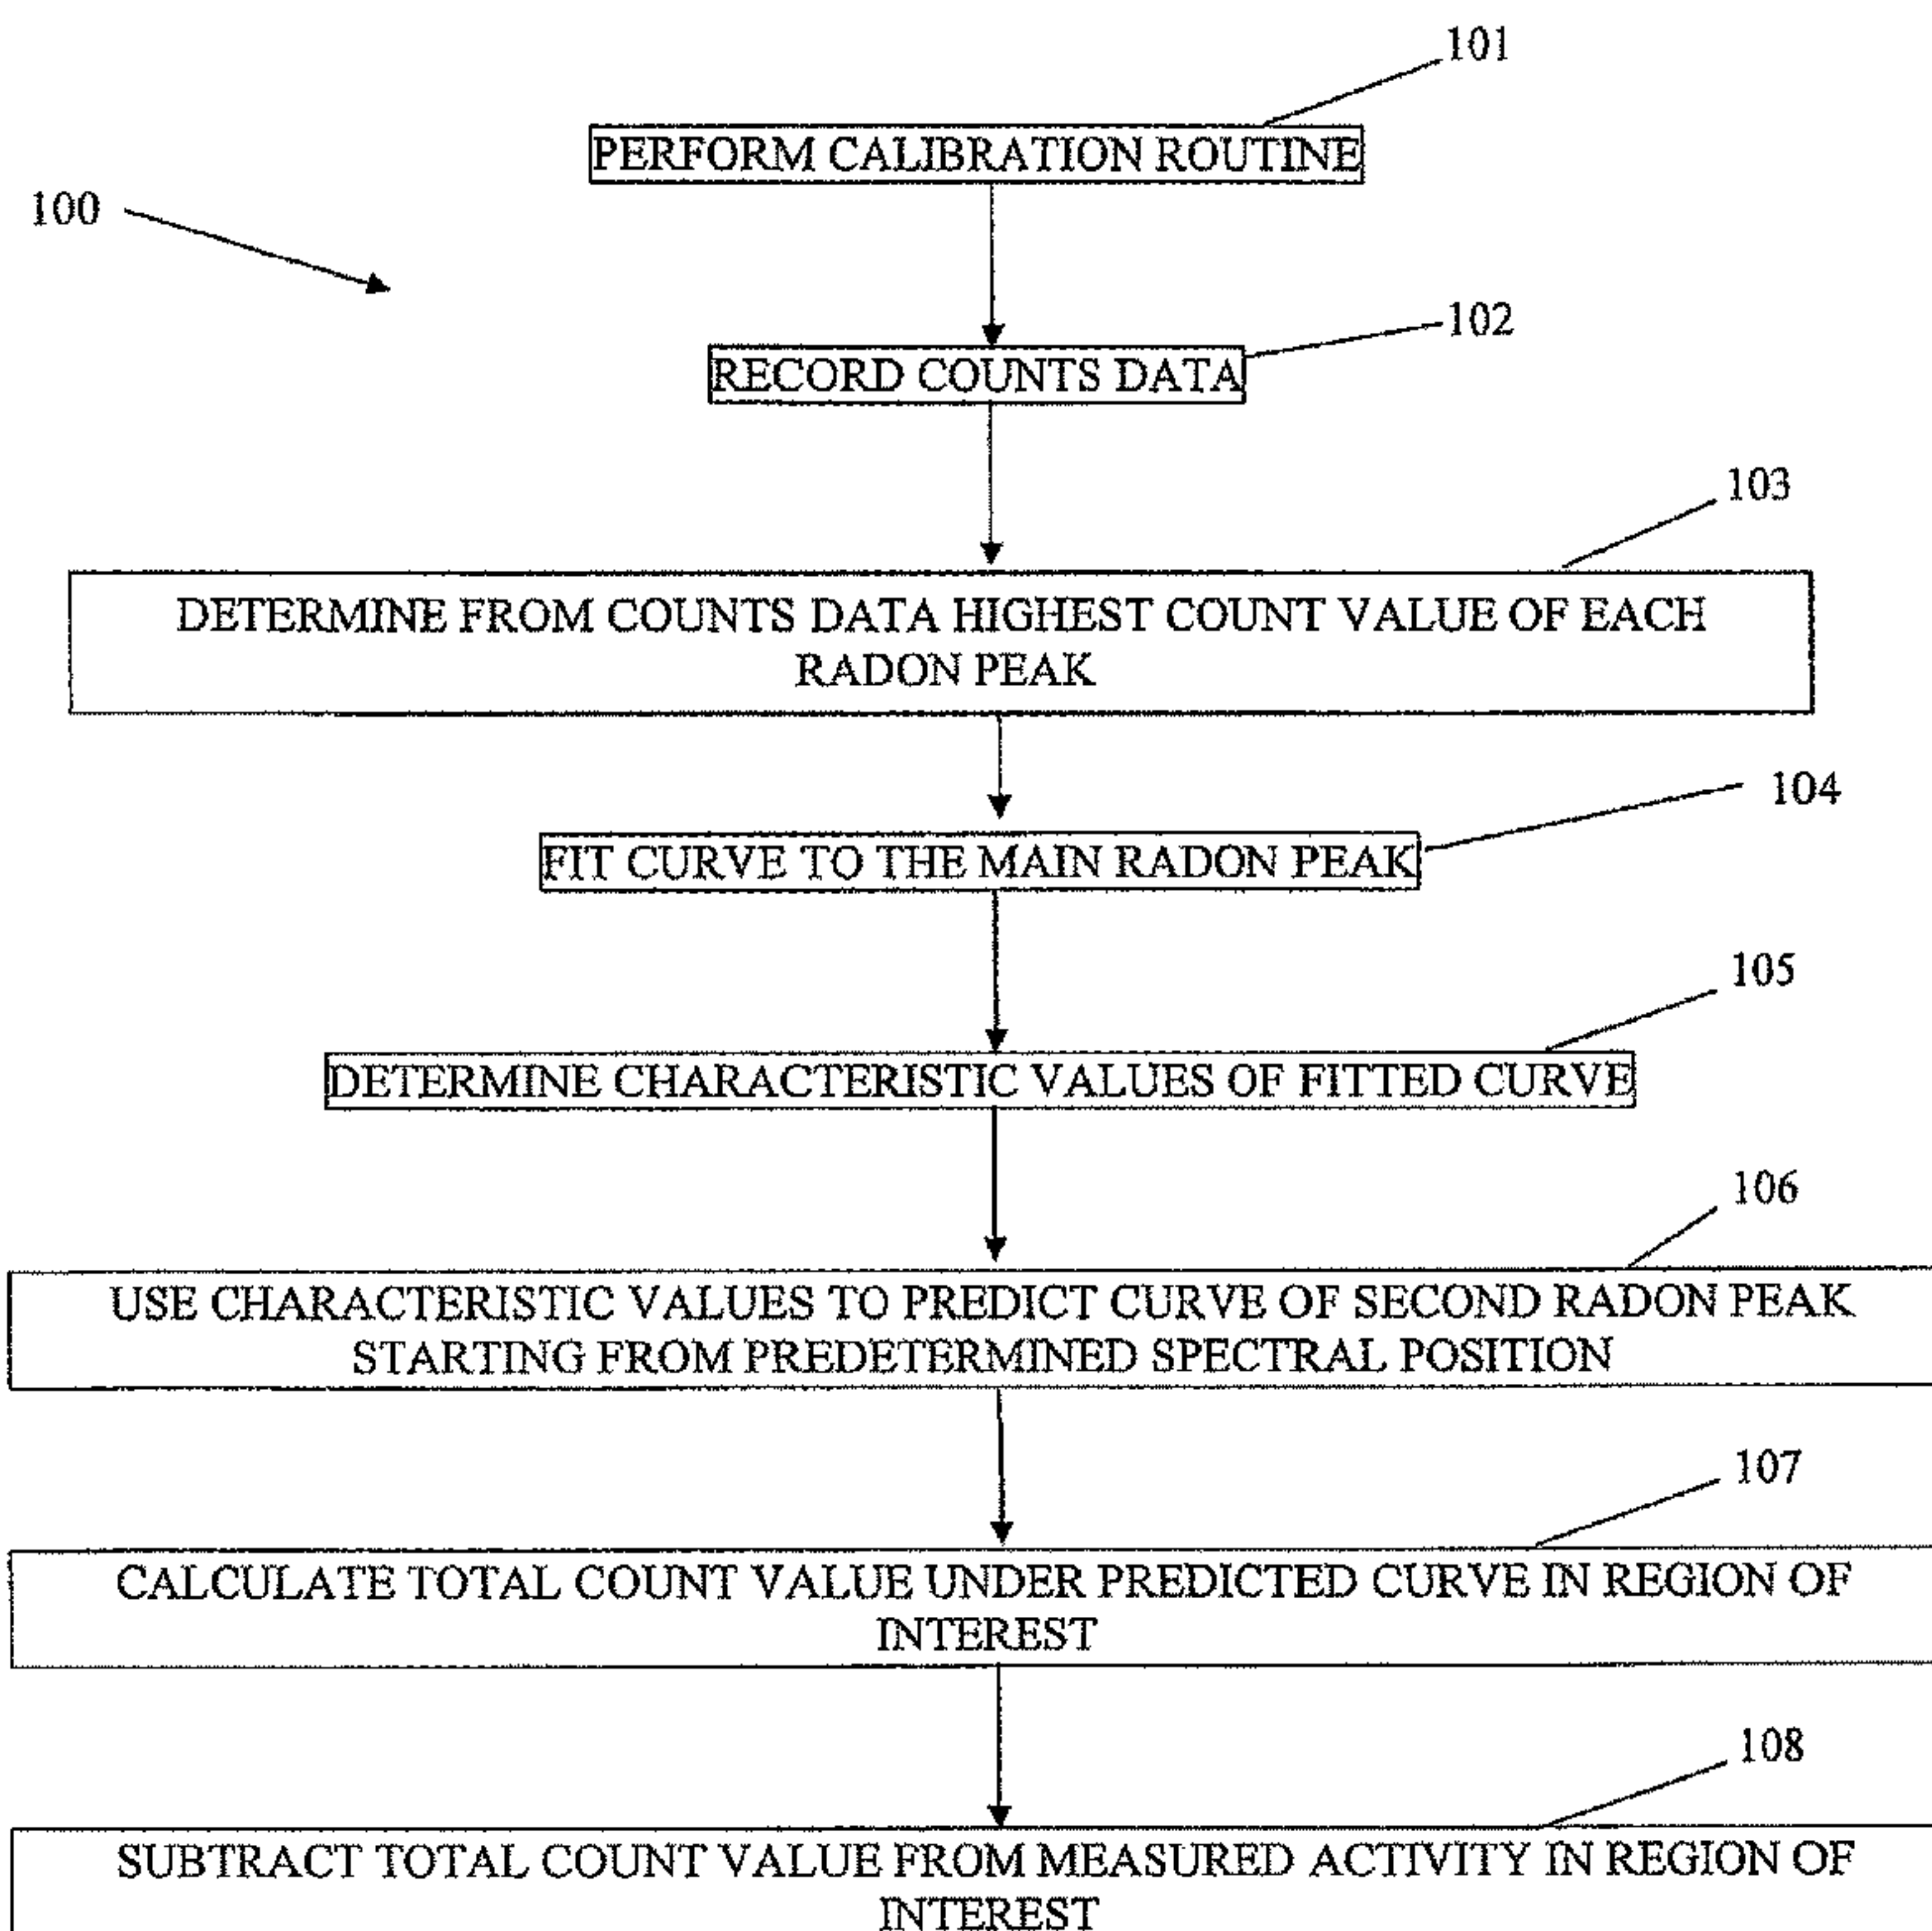 101
PERFORM CALIBRATION ROUTINE
100
102
RECORD COUNTS DATA
103
DETERMINE FROM COUNTS DATA HIGHEST COUNT VALUE OF EACH
RADON PEAK
104
FIT CURVE TO THE MAIN RADON PEAK
105
DETERMINE CHARACTERISTIC VALUES OF FITTED CURVE
106
USE CHARACTERISTIC VALUES TO PREDICT CURVE OF SECOND RADON PEAK
STARTING FROM PREDETERMINED SPECTRAL POSITION
107
CALCULATE TOTAL COUNT VALUE UNDER PREDICTED CURVE IN REGION OF
INTEREST
108
SUBTRACT TOTAL COUNT VALUE FROM MEASURED ACTIVITY IN REGION OF
INTEREST